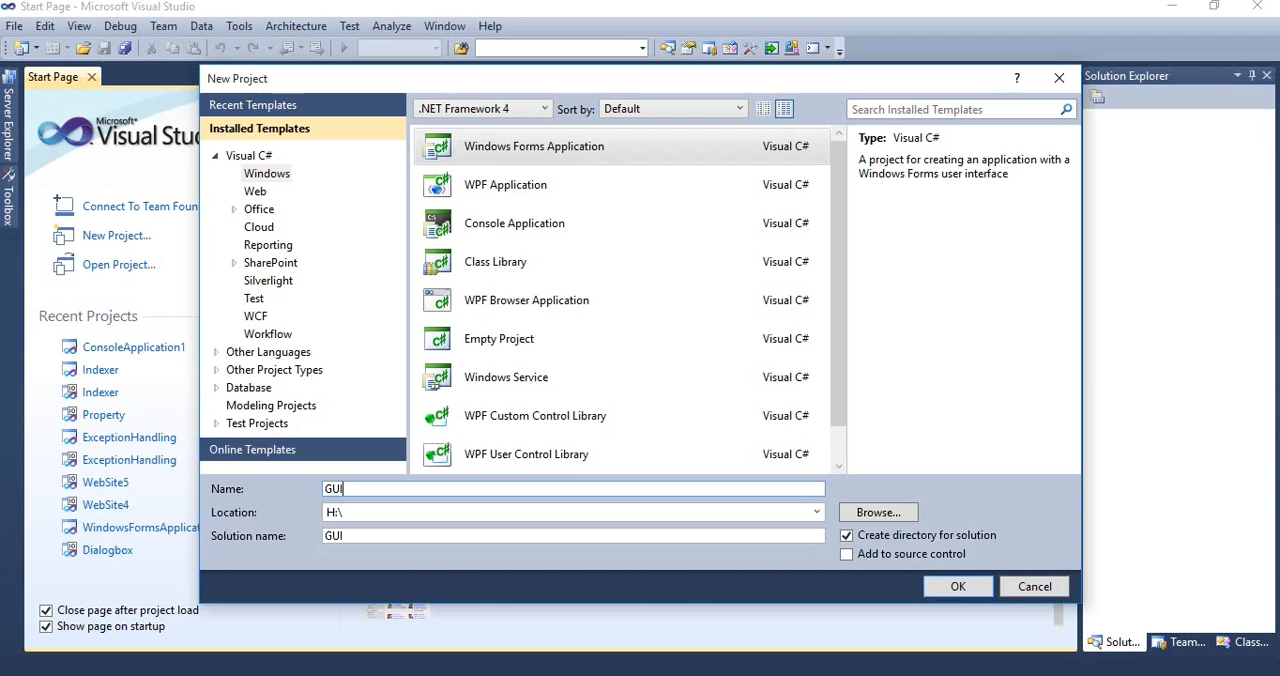 Start Page - Microsoft Visual Studio
File Edit View Debug Team Data Tools Architecture Test Analyze Window Help
Start Page
Solution Explorer
Server Explorer
Toolbox
Microsoft®
Visual Stu
Connect To Team Foun
New Project...
Open Project...
Recent Projects
ConsoleApplication1
Indexer
Indexer
Property
ExceptionHandling
ExceptionHandling
WebSite5
WebSite4
WindowsFormsApplicat
Dialogbox
Close page after project load
Show page on startup
New Project
?
Recent Templates
Installed Templates
Visual C#
Windows
Web
Office
Cloud
Reporting
SharePoint
Silverlight
Test
WCF
Workflow
Other Languages
Other Project Types
Database
Modeling Projects
Test Projects
Online Templates
.NET Framework 4 Sort by: Default
Search Installed Templates
Windows Forms Application Visual C#
WPF Application Visual C#
Console Application Visual C#
Class Library Visual C#
WPF Browser Application Visual C#
Empty Project Visual C#
Windows Service Visual C#
WPF Custom Control Library Visual C#
WPF User Control Library Visual C#
Type: Visual C#
A project for creating an application with a
Windows Forms user interface
Name: GUI
Location: H:\
Browse...
Solution name: GUI
Create directory for solution
Add to source control
OK Cancel
Solut... Team... Class...